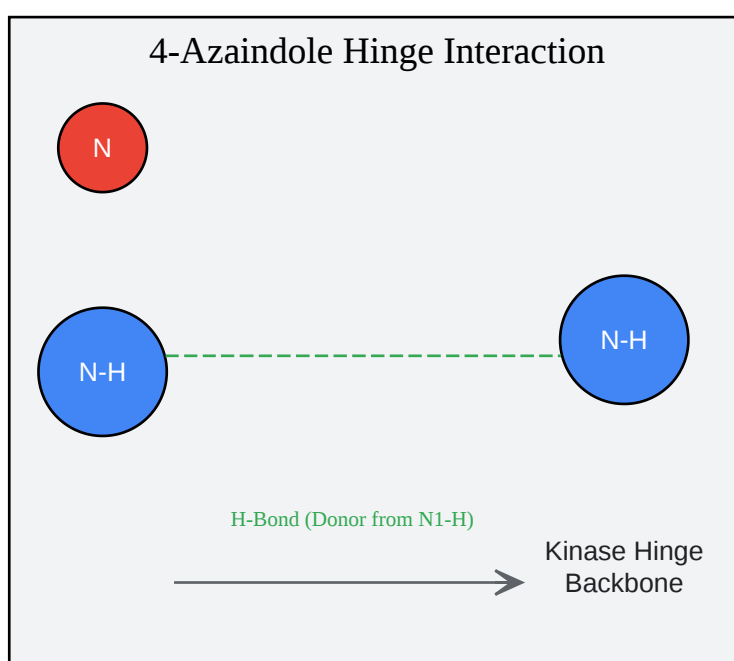 4-Azaindole Hinge Interaction
N
N-H
N-H
H-Bond (Donor from N1-H)
Kinase Hinge
Backbone